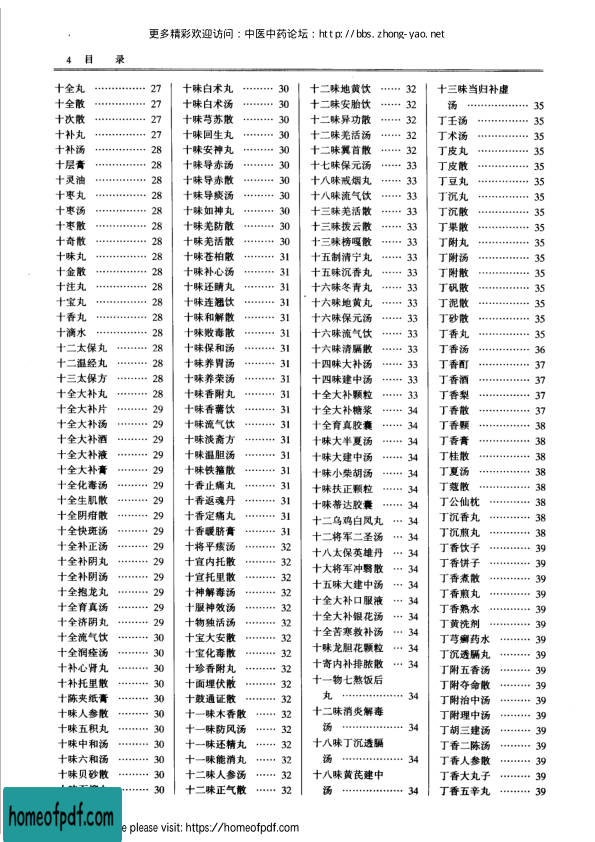 更多精彩欢迎访问：中医中药论坛：http://bbs.zhong-yao.net
4 目 录
十全丸 …………… 27
十全散 …………… 27
十次散 …………… 27
十补丸 …………… 27
十补汤 …………… 28
十层膏 …………… 28
十灵油 …………… 28
十枣丸 …………… 28
十枣汤 …………… 28
十枣散 …………… 28
十奇散 …………… 28
十味丸 …………… 28
十金散 …………… 28
十注丸 …………… 28
十宝丸 …………… 28
十香丸 …………… 28
十滴水 …………… 28
十二太保丸 ……… 28
十二温经丸 ……… 28
十三太保方 ……… 28
十全大补丸 ……… 28
十全大补片 ……… 29
十全大补汤 ……… 29
十全大补酒 ……… 29
十全大补液 ……… 29
十全大补膏 ……… 29
十全化毒汤 ……… 29
十全生肌散 ……… 29
十全阴疳散 ……… 29
十全快斑汤 ……… 29
十全补正汤 ……… 29
十全补阴丸 ……… 29
十全补阴汤 ……… 29
十全抱龙丸 ……… 29
十全育真汤 ……… 29
十全济阴丸 ……… 29
十全流气饮 ……… 30
十全润痊汤 ……… 30
十补心肾丸 ……… 30
十补托里散 ……… 30
十陈夹纸膏 ……… 30
十味人参散 ……… 30
十味五积丸 ……… 30
十味中和汤 ……… 30
十味六和汤 ……… 30
十味贝砂散 ……… 30
30
十味白术丸 ……… 30
十味白术汤 ……… 30
十味芎苏散 ……… 30
十味回生丸 ……… 30
十味安神丸 ……… 30
十味导赤汤 ……… 30
十味导赤散 ……… 30
十味导痰汤 ……… 30
十味如神丸 ……… 30
十味羌防散 ……… 30
十味羌活散 ……… 30
十味苍柏散 ……… 31
十味补心汤 ……… 31
十味还睛丸 ……… 31
十味连翘饮 ……… 31
十味和解散 ……… 31
十味败毒散 ……… 31
十味保和汤 ……… 31
十味养胃汤 ……… 31
十味养荣汤 ……… 31
十味香附丸 ……… 31
十味香薷饮 ……… 31
十味流气饮 ……… 31
十味淡斋方 ……… 31
十味温胆汤 ……… 31
十味铁箍散 ……… 31
十香止痛丸 ……… 31
十香返魂丹 ……… 31
十香定痛丸 ……… 31
十香暖脐膏 ……… 31
十将平痰汤 ……… 32
十宣内托散 ……… 32
十宣托里散 ……… 32
十神解毒汤 ……… 32
十服神效汤 ……… 32
十物独活汤 ……… 32
十宝大安散 ……… 32
十宝化毒散 ……… 32
十珍香附丸 ……… 32
十面埋伏散 ……… 32
十鼓通证散 ……… 32
十一味木香散 …… 32
十一味防风汤 …… 32
十一味还精丸 …… 32
十一味能消丸 …… 32
十二味人参汤 …… 32
十二味正气散 …… 32
十二味地黄饮 …… 32
十二味安胎饮 …… 32
十二味异功散 …… 32
十二味羌活汤 …… 32
十二味翼首散 …… 32
十七味保元汤 …… 33
十八味戒烟丸 …… 33
十八味流气饮 …… 33
十三味羌活散 …… 33
十三味拨云散 …… 33
十三味榜嘎散 …… 33
十五制清宁丸 …… 33
十五味沉香丸 …… 33
十六味冬青丸 …… 33
十六味地黄丸 …… 33
十六味保元汤 …… 33
十六味流气饮 …… 33
十六味清膈散 …… 33
十四味大补汤 …… 33
十四味建中汤 …… 33
十全大补颗粒 …… 33
十全大补糖浆 …… 34
十全育真胶囊 …… 34
十味大半夏汤 …… 34
十味大建中汤 …… 34
十味小柴胡汤 …… 34
十味扶正颗粒 …… 34
十味蒂达胶囊 …… 34
十二乌鸡白凤丸 … 34
十二将军二圣汤 … 34
十八太保英雄丹 … 34
十大将军冲翳散 … 34
十五味大建中汤 … 34
十全大补口服液 … 34
十全大补银花汤 … 34
十全苦寒救补汤 … 34
十味龙胆花颗粒 … 34
十寄内补排脓散 … 34
十一物七熬饭后
丸 ……………… 34
十二味消炎解毒
汤 ……………… 34
十八味丁沉透膈
汤 ……………… 34
十八味黄芪建中
汤 ……………… 34
十三味当归补虚
汤 ……………… 35
丁壬汤 …………… 35
丁术汤 …………… 35
丁皮丸 …………… 35
丁皮散 …………… 35
丁豆丸 …………… 35
丁沉丸 …………… 35
丁沉散 …………… 35
丁果散 …………… 35
丁附丸 …………… 35
丁附汤 …………… 35
丁附散 …………… 35
丁矾散 …………… 35
丁泥散 …………… 35
丁砂散 …………… 35
丁香丸 …………… 35
丁香汤 …………… 36
丁香酊 …………… 37
丁香酒 …………… 37
丁香梨 …………… 37
丁香散 …………… 37
丁香颗 …………… 38
丁香膏 …………… 38
丁桂散 …………… 38
丁夏汤 …………… 38
丁蔻散 …………… 38
丁公仙枕 ………… 38
丁沉香丸 ………… 38
丁沉煎丸 ………… 38
丁香饮子 ………… 39
丁香饼子 ………… 39
丁香煮散 ………… 39
丁香煎丸 ………… 39
丁香熟水 ………… 39
丁黄洗剂 ………… 39
丁芎癣药水 ……… 39
丁沉透膈丸 ……… 39
丁附五香汤 ……… 39
丁附夺命散 ……… 39
丁附治中汤 ……… 39
丁附理中汤 ……… 39
丁胡三建汤 ……… 39
丁香二陈汤 ……… 39
丁香人参散 ……… 39
丁香大丸子 ……… 39
丁香五辛丸 ……… 39
homeofpdf.com
e please visit: https://homeofpdf.com